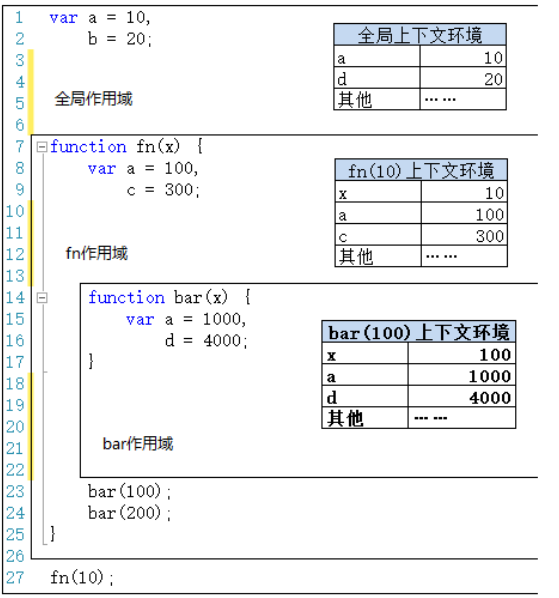 1 var a = 10,
2 b = 20;
全局上下文环境
3 a 10
4 d 20
5 全局作用域 其他 ……
6
7 function fn(x) {
8 var a = 100, fn(10)上下文环境
9 c = 300; x 10
10 a 100
11 c 300
12 fn作用域 其他 ……
13
14 function bar(x) {
15 var a = 1000,
16 d = 4000; bar(100)上下文环境
17 } x 100
18 a 1000
19 d 4000
20 其他 ……
21 bar作用域
22
23 bar(100);
24 bar(200);
25 }
26
27 fn(10);